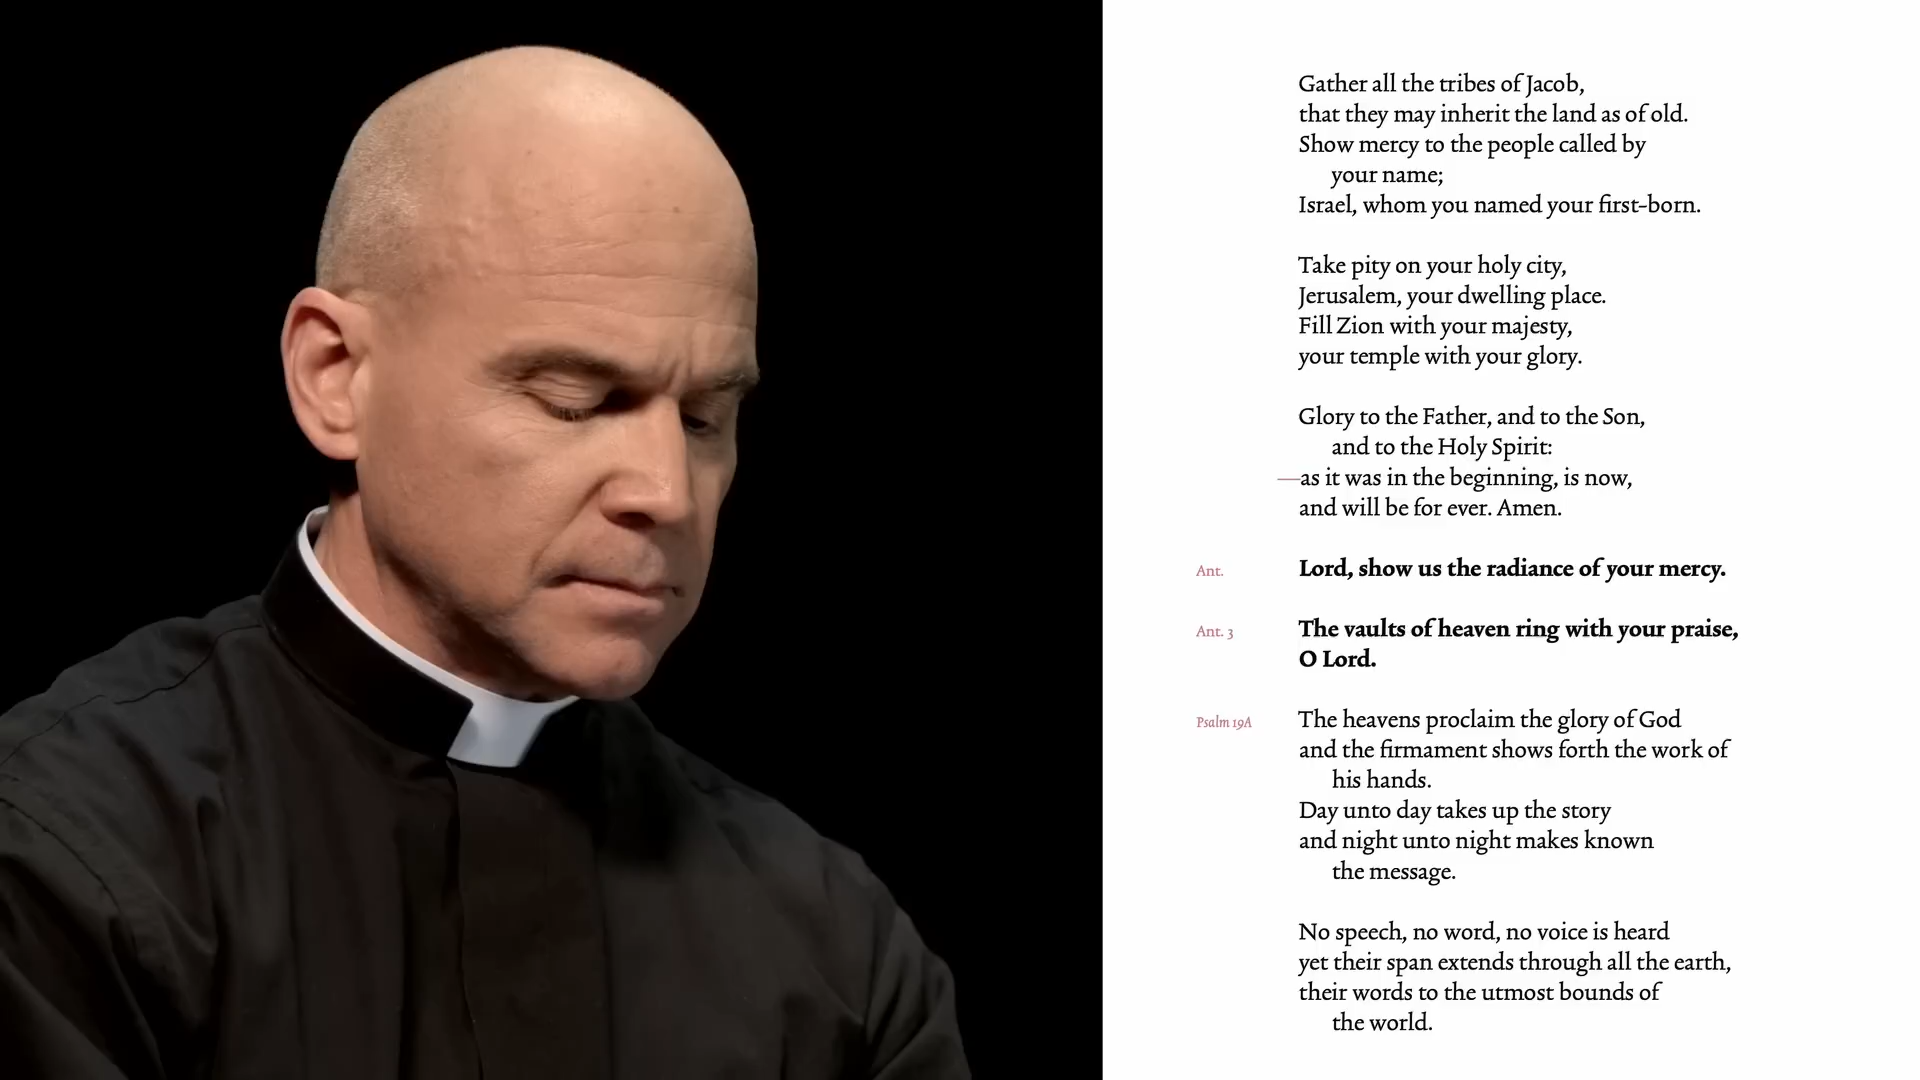 Gather all the tribes of Jacob,
that they may inherit the land as of old.
Show mercy to the people called by
your name;
Israel, whom you named your first-born.
Take pity on your holy city,
Jerusalem, your dwelling place.
Fill Zion with your majesty,
your temple with your glory.
Glory to the Father, and to the Son,
and to the Holy Spirit:
—as it was in the beginning, is now,
and will be for ever. Amen.
Ant. Lord, show us the radiance of your mercy.
Ant. 3 The vaults of heaven ring with your praise,
O Lord.
Psalm 19A The heavens proclaim the glory of God
and the firmament shows forth the work of
his hands.
Day unto day takes up the story
and night unto night makes known
the message.
No speech, no word, no voice is heard
yet their span extends through all the earth,
their words to the utmost bounds of
the world.